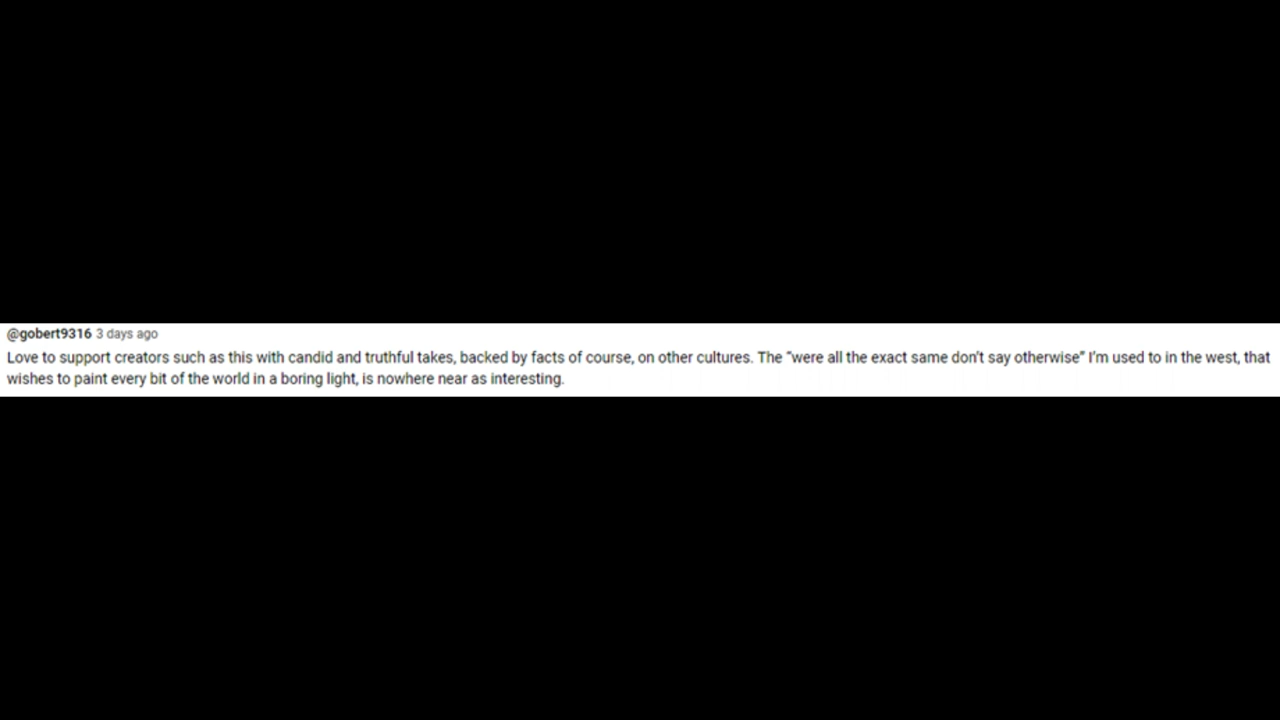 @gobert9316 3 days ago
Love to support creators such as this with candid and truthful takes, backed by facts of course, on other cultures. The “were all the exact same don’t say otherwise” I’m used to in the west, that
wishes to paint every bit of the world in a boring light, is nowhere near as interesting.